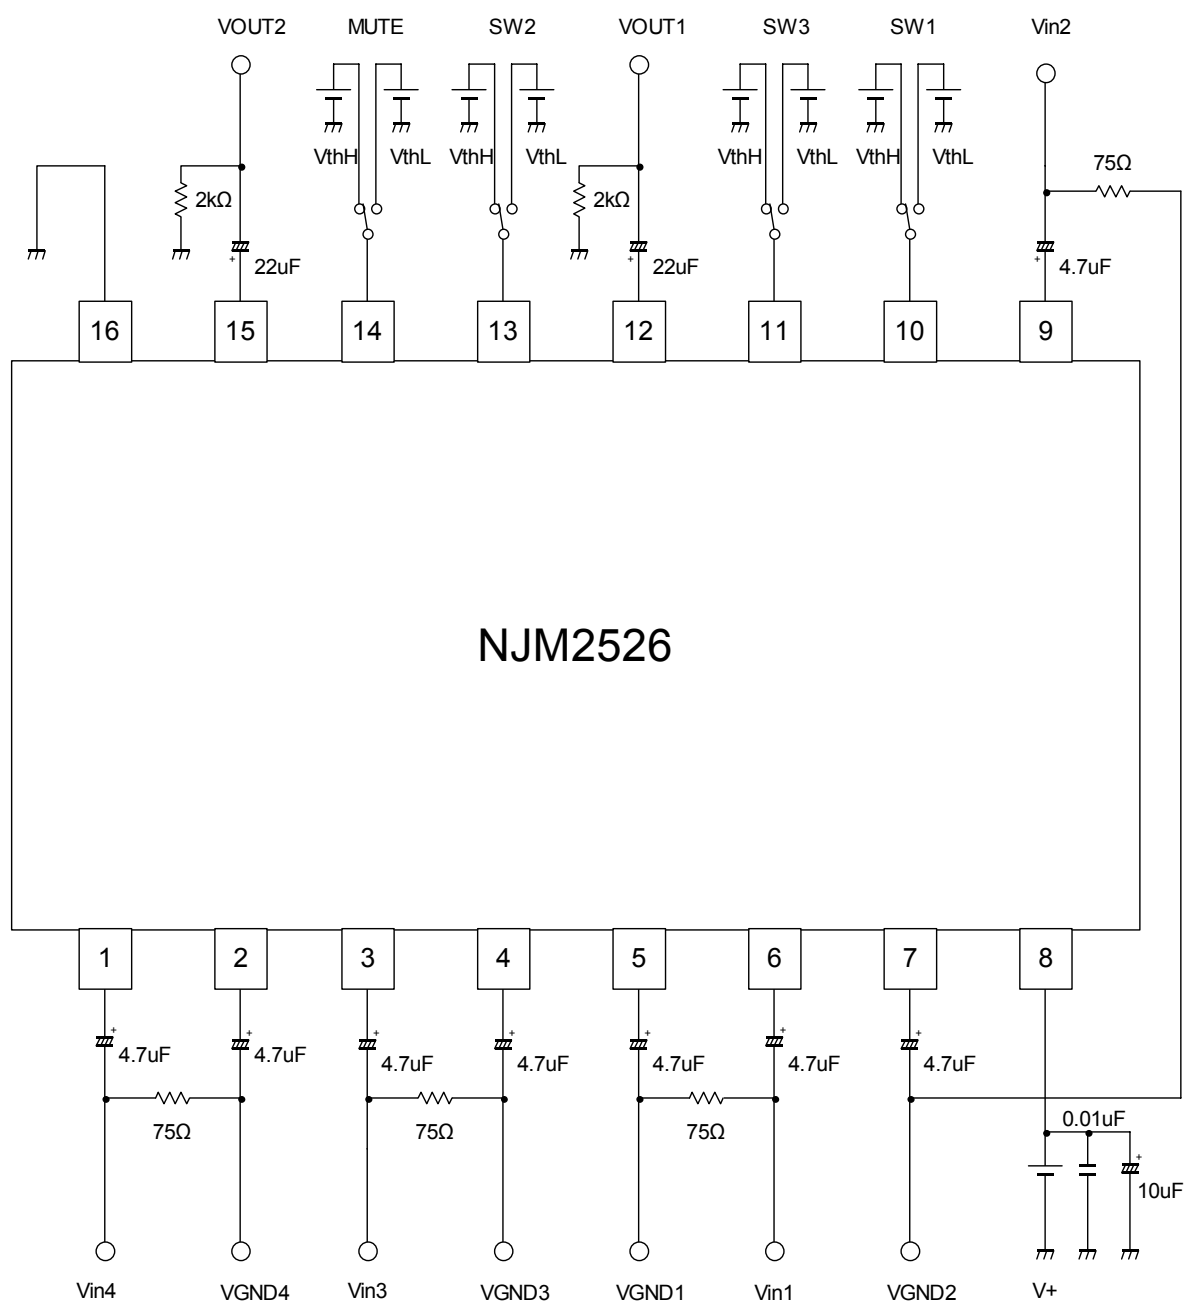 VOUT2 MUTE SW2 VOUT1 SW3 SW1 Vin2
VthH VthL VthH VthL VthH VthL VthH VthL 75Ω
2kΩ 2kΩ
+ 22uF + 22uF + 4.7uF
16 15 14 13 12 11 10 9
NJM2526
1 2 3 4 5 6 7 8
+ + + + + + +
4.7uF 4.7uF 4.7uF 4.7uF 4.7uF 4.7uF 4.7uF
75Ω 75Ω 75Ω 0.01uF
+
10uF
Vin4 VGND4 Vin3 VGND3 VGND1 Vin1 VGND2 V+